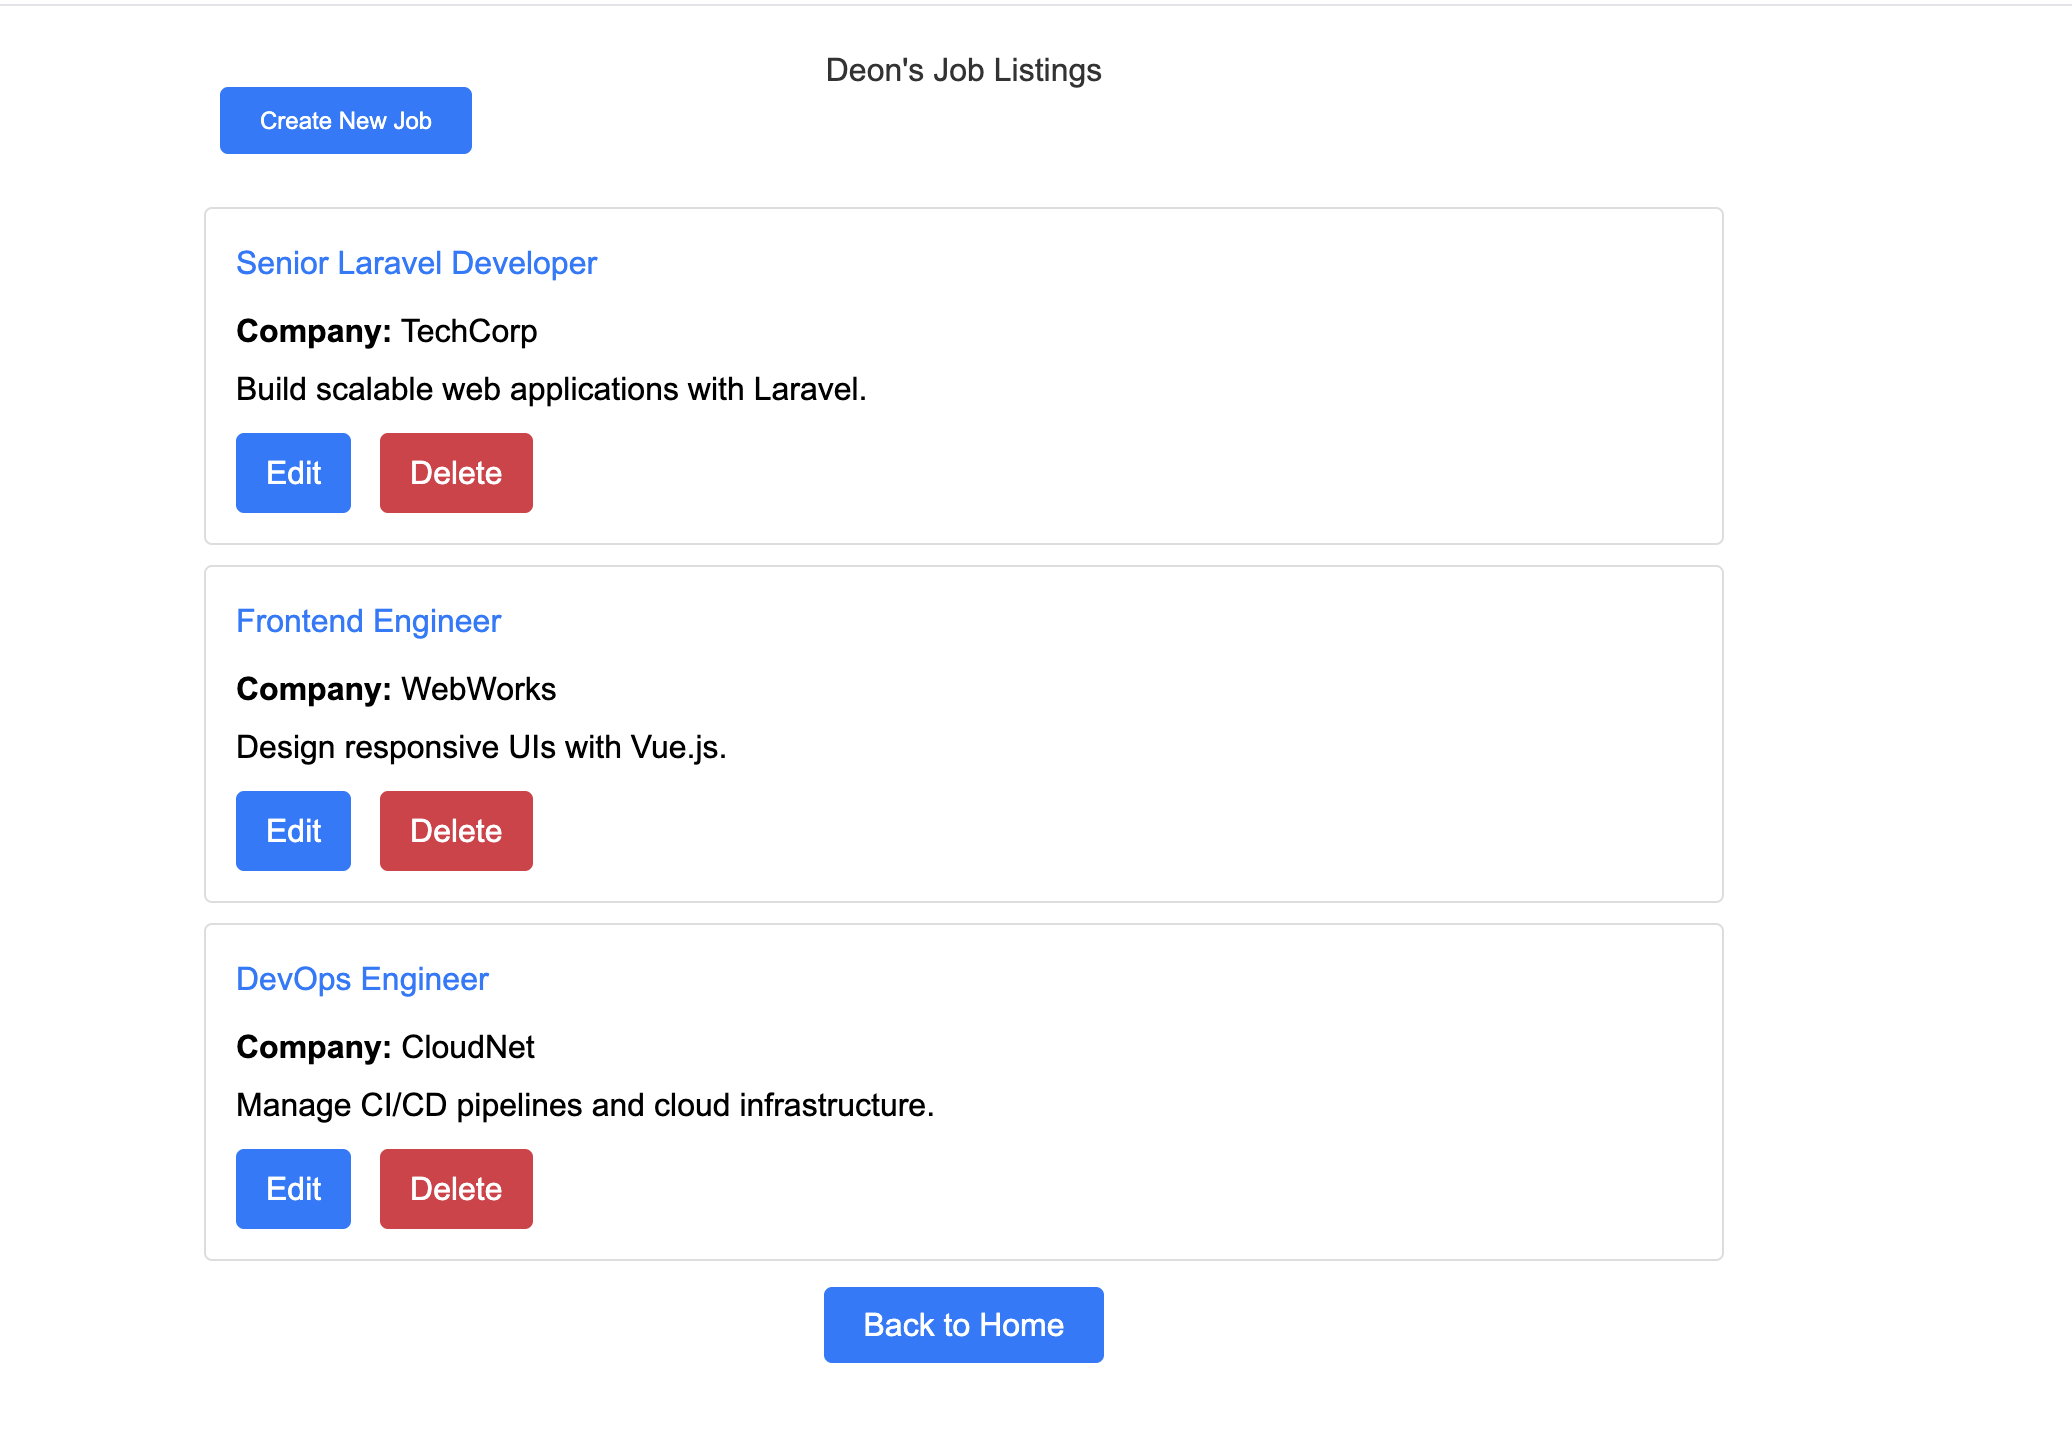 Deon's Job Listings
Create New Job
Senior Laravel Developer
Company: TechCorp
Build scalable web applications with Laravel.
Edit Delete
Frontend Engineer
Company: WebWorks
Design responsive UIs with Vue.js.
Edit Delete
DevOps Engineer
Company: CloudNet
Manage CI/CD pipelines and cloud infrastructure.
Edit Delete
Back to Home